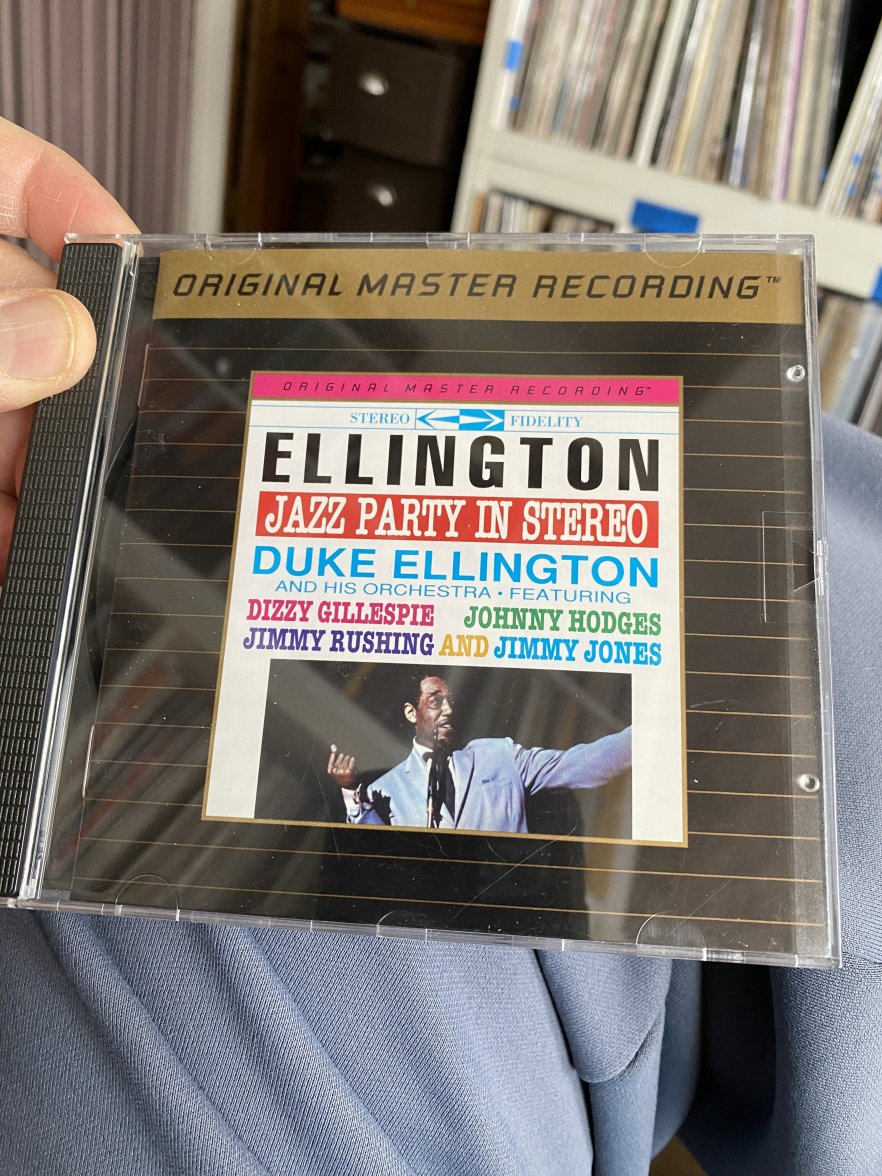 ORIGINAL MASTER RECORDING™
ORIGINAL MASTER RECORDING™
STEREO FIDELITY
ELLINGTON
JAZZ PARTY IN STEREO
DUKE ELLINGTON
AND HIS ORCHESTRA • FEATURING
DIZZY GILLESPIE JOHNNY HODGES
JIMMY RUSHING AND JIMMY JONES